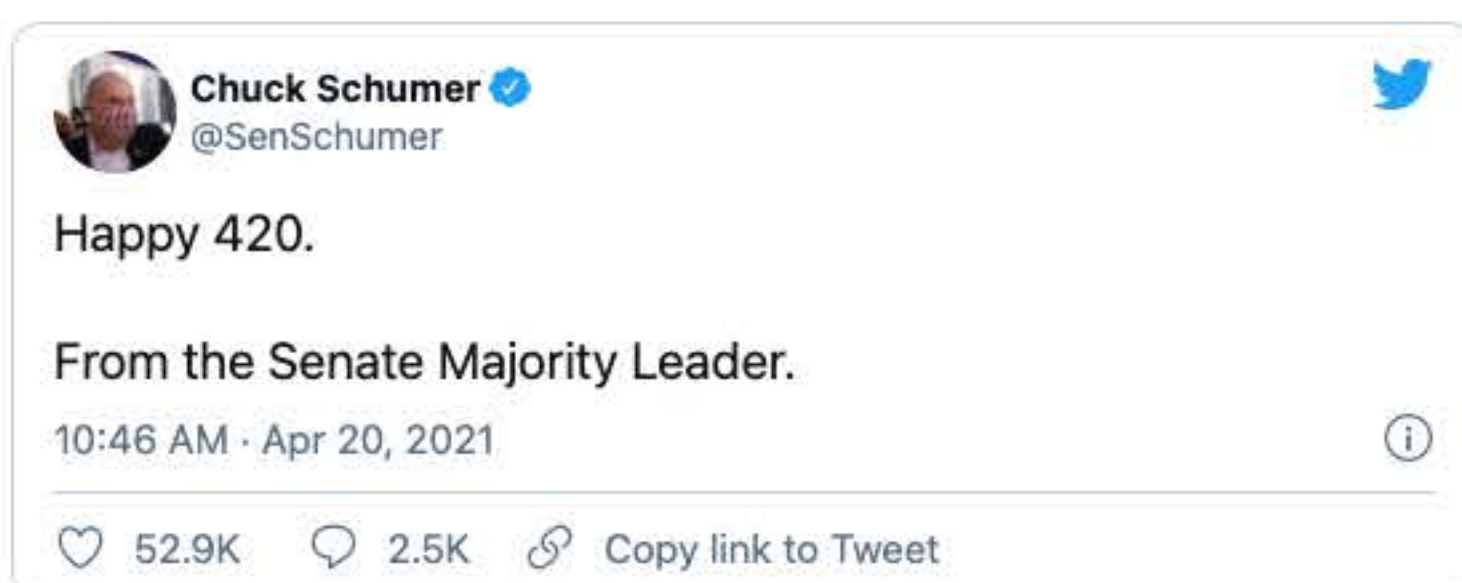 Chuck Schumer
@SenSchumer
Happy 420.
From the Senate Majority Leader.
10:46 AM · Apr 20, 2021
52.9K 2.5K Copy link to Tweet